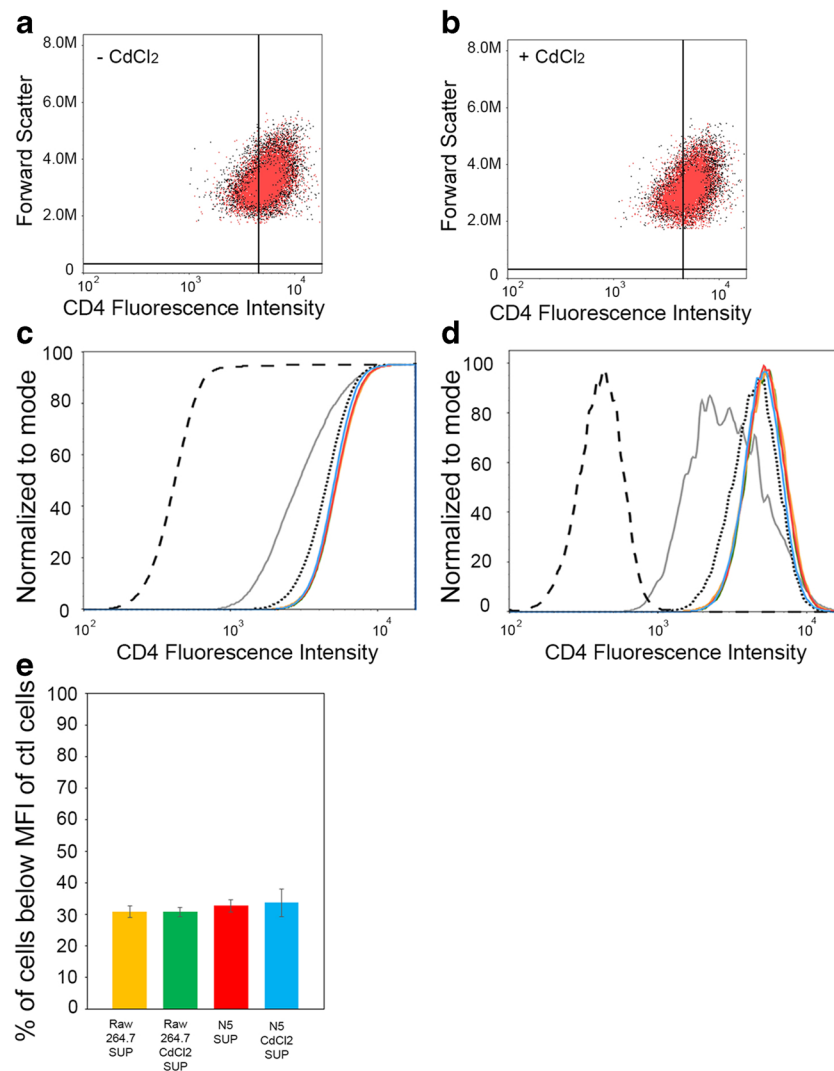 a
- CdCl2
8.0M
6.0M
4.0M
2.0M
0
Forward Scatter
10^2
10^3
10^4
CD4 Fluorescence Intensity
b
+ CdCl2
8.0M
6.0M
4.0M
2.0M
0
Forward Scatter
10^2
10^3
10^4
CD4 Fluorescence Intensity
c
100
80
60
40
20
0
Normalized to mode
10^2
10^3
10^4
CD4 Fluorescence Intensity
d
100
80
60
40
20
0
Normalized to mode
10^2
10^3
10^4
CD4 Fluorescence Intensity
e
100
90
80
70
60
50
40
30
20
10
0
% of cells below MFI of ctl cells
Raw
264.7
SUP
Raw
264.7
CdCl2
SUP
N5
SUP
N5
CdCl2
SUP